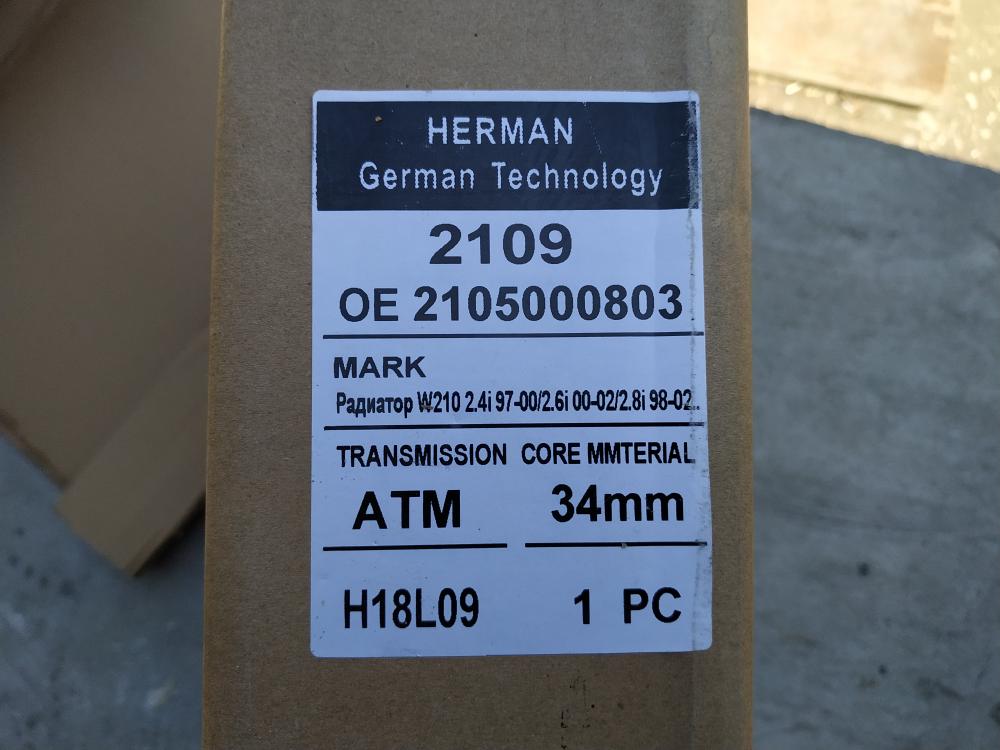 HERMAN
German Technology
2109
OE 2105000803
MARK
Радиатор W210 2.4i 97-00/2.6i 00-02/2.8i 98-02..
TRANSMISSION CORE MMTERIAL
ATM 34mm
H18L09 1 PC